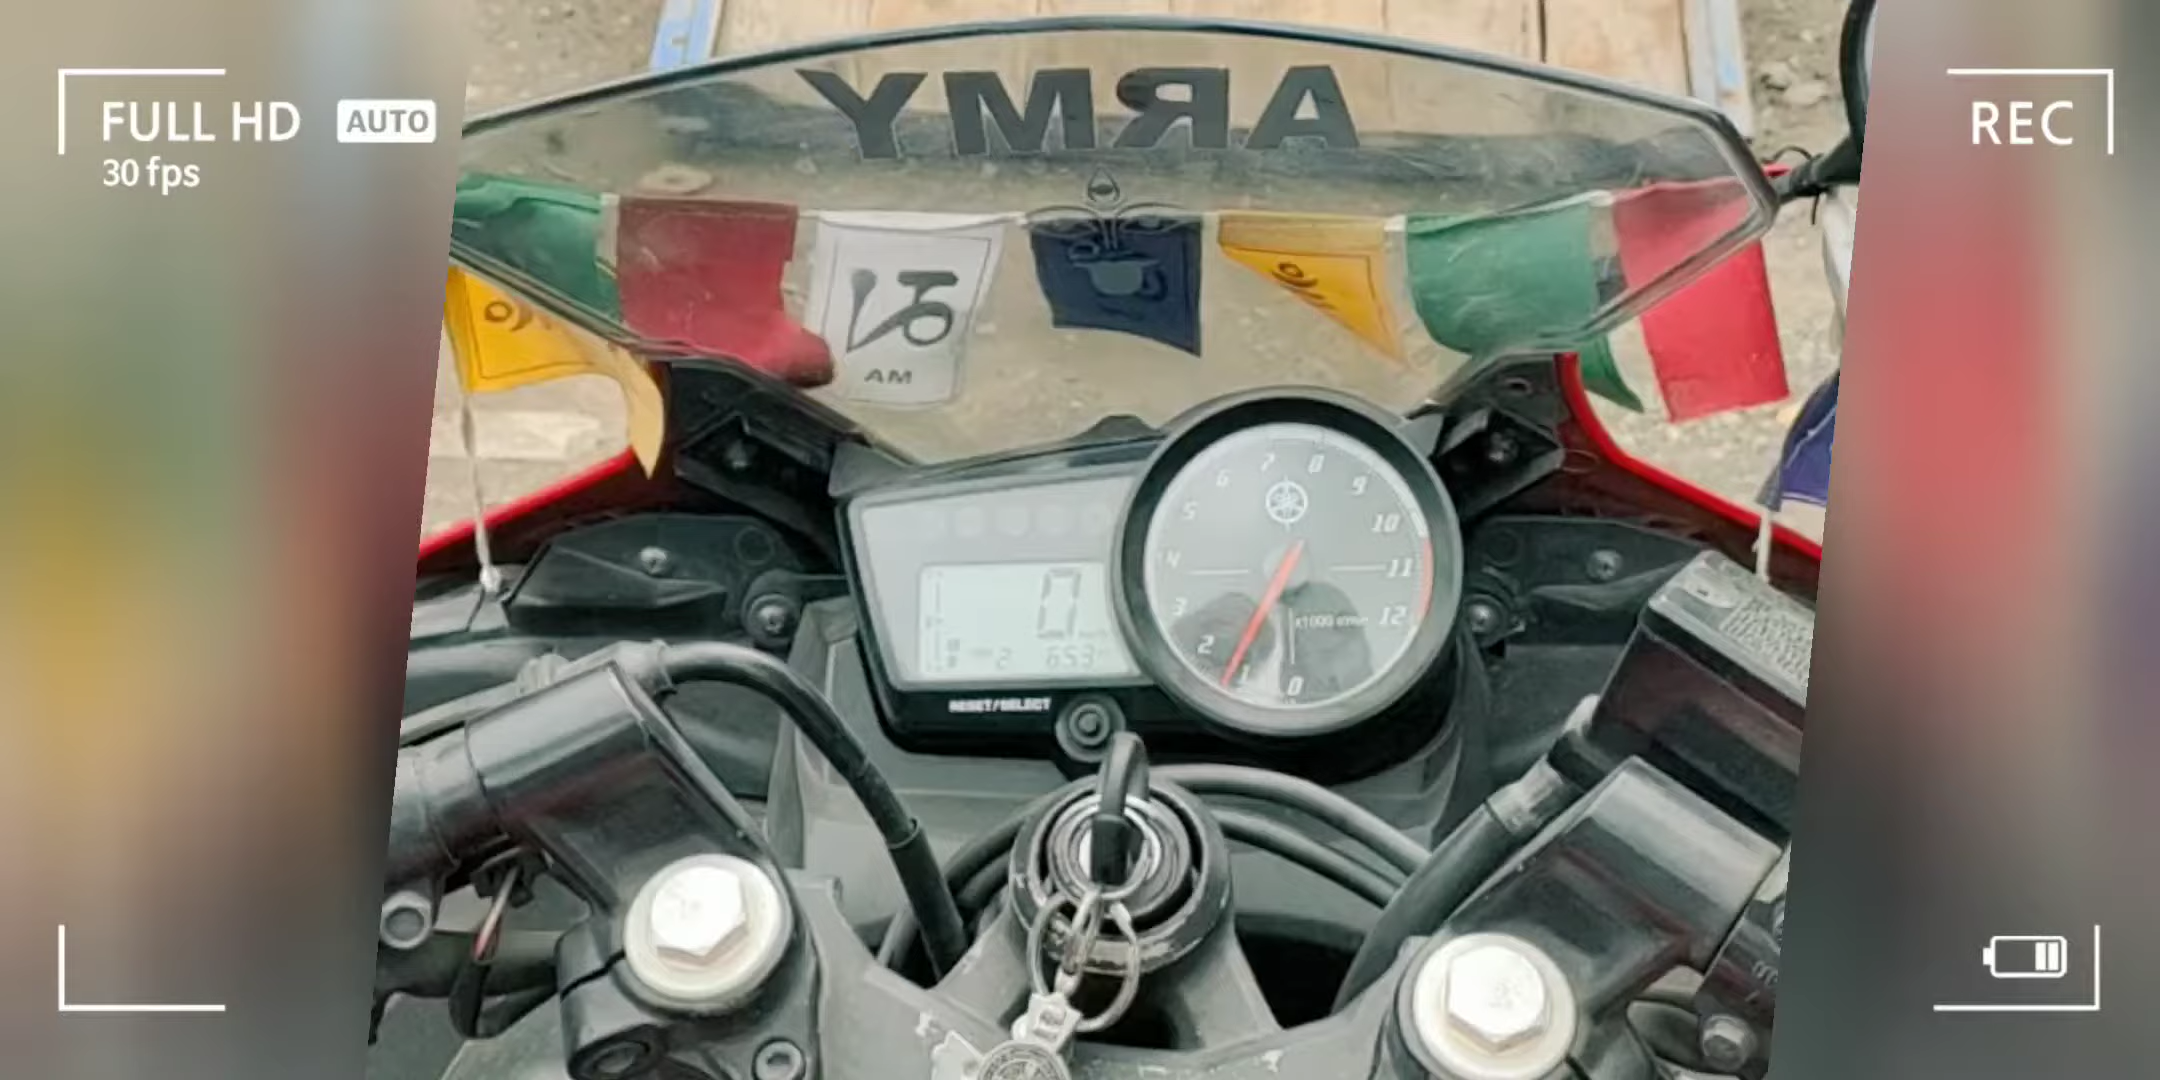 FULL HD AUTO
30 fps
REC
ARMY
AM
7 8
6 9
5 10
4 11
3 12
x1000 r/min
2
1 0
0
2 653
RESET/SELECT